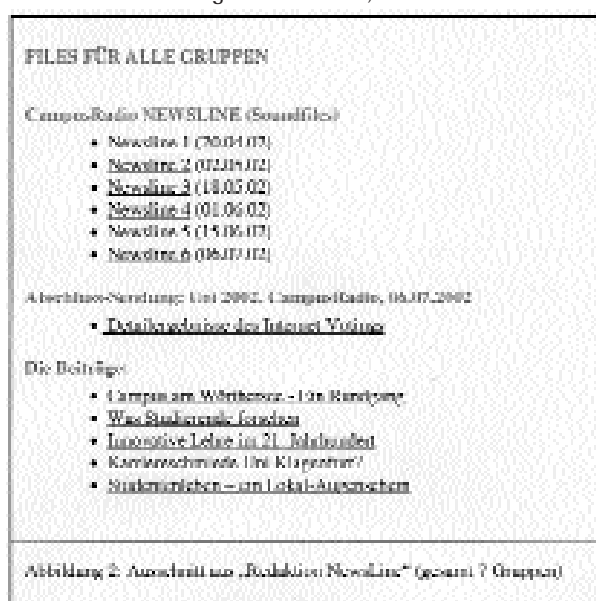 FILES FÜR ALLE GRUPPEN
CampusRadio NEWSLINE (Soundfiles)
• Newsline 1 (20.04.02)
• Newsline 2 (02.05.02)
• Newsline 3 (18.05.02)
• Newsline 4 (01.06.02)
• Newsline 5 (15.06.02)
• Newsline 6 (06.07.02)
Abschluss-Sendung: Uni 2002, CampusRadio, 06.07.2002
• Detailergebnisse des Internet Votings
Die Beiträge:
• Campus am Wörthersee - Ein Rundgang
• Was Studierende forschen
• Innovative Lehre im 21. Jahrhundert
• Karriereschmiede Uni Klagenfurt?
• Studentenleben – ein Lokal-Augenschein
Abbildung 2: Ausschnitt aus „Redaktion NewsLine“ (gesamt 7 Gruppen)